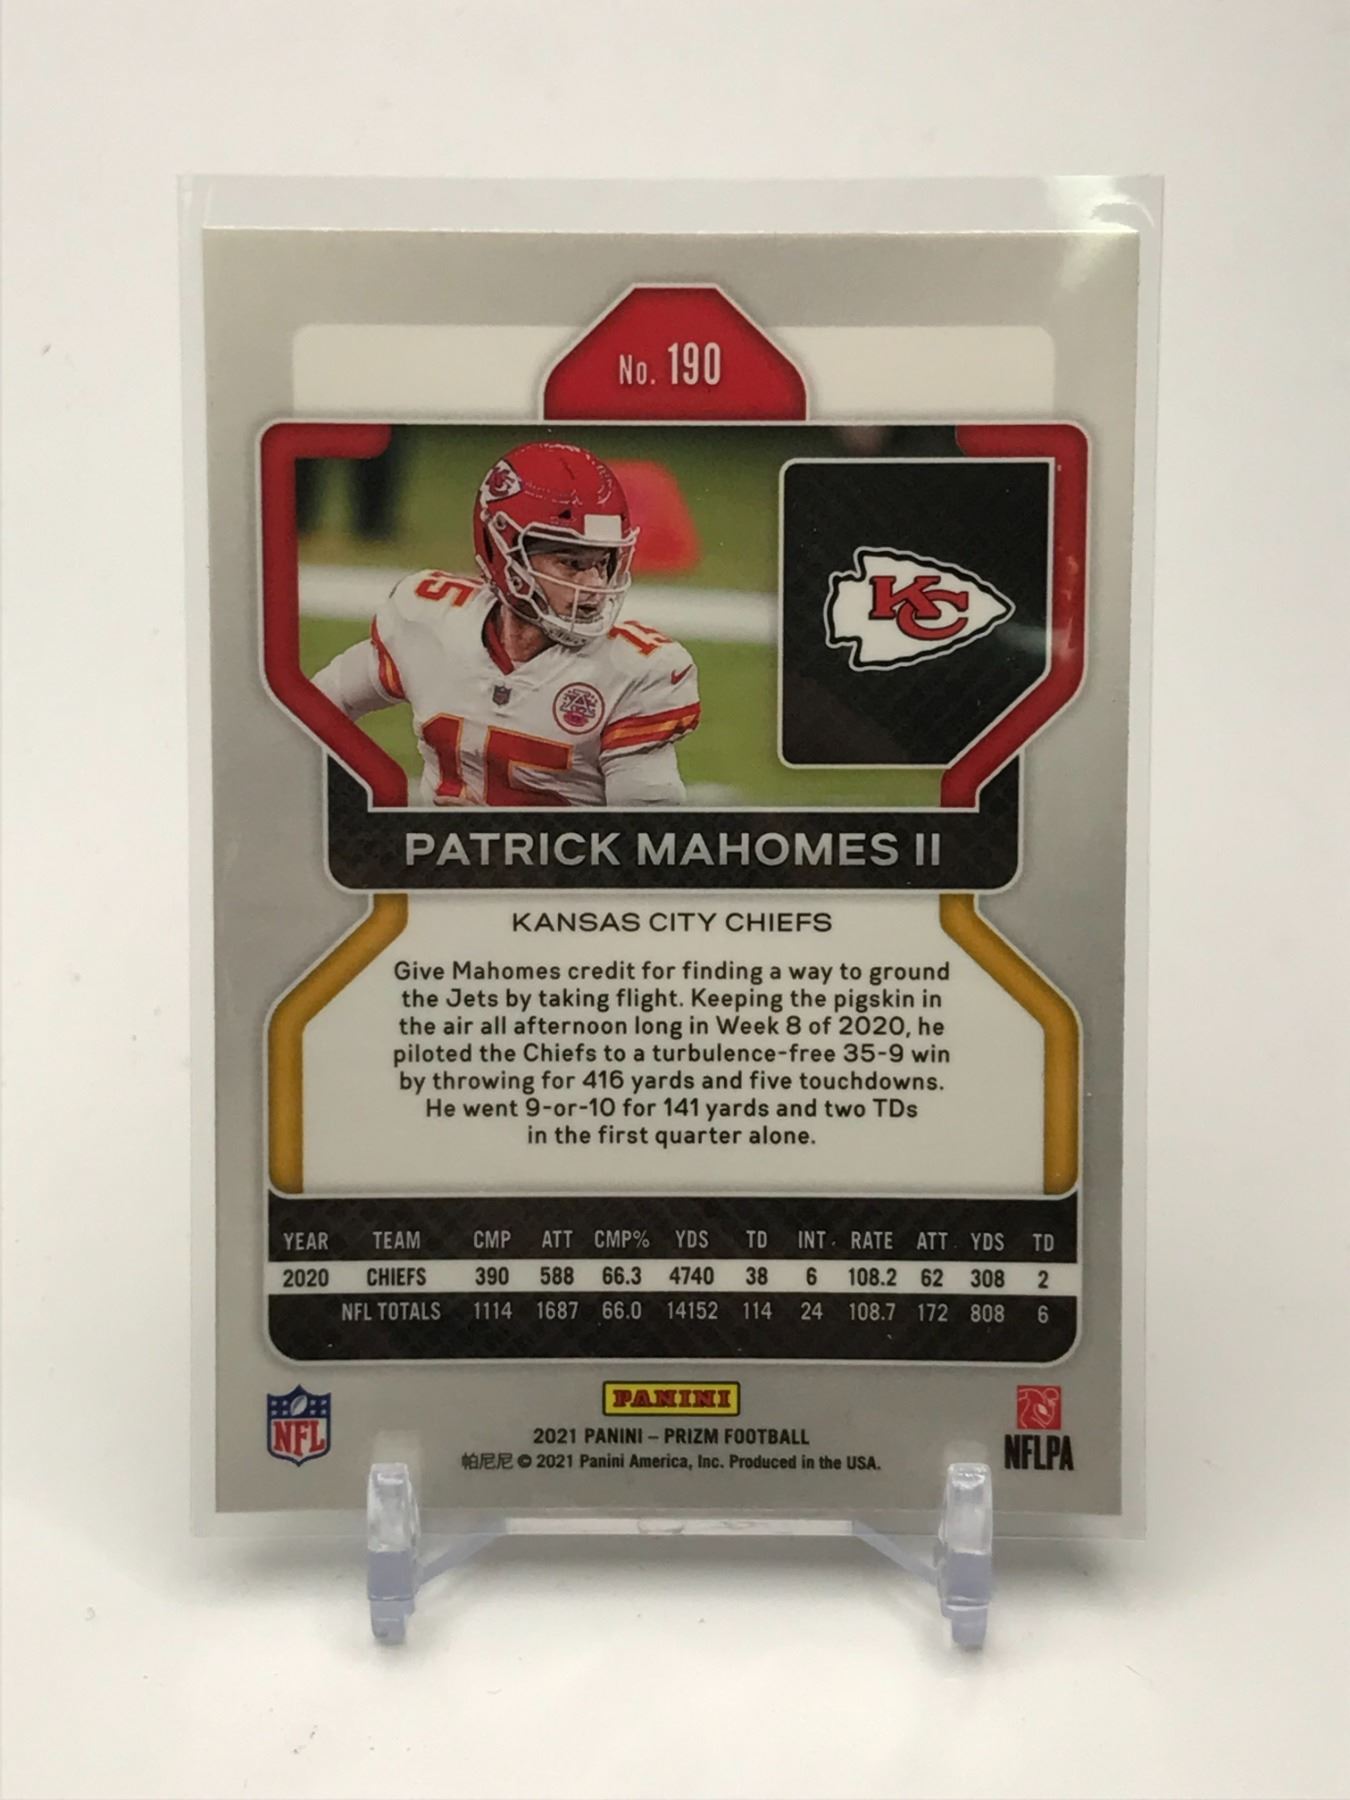 No. 190
15
15
15
KC
PATRICK MAHOMES II
KANSAS CITY CHIEFS
Give Mahomes credit for finding a way to ground
the Jets by taking flight. Keeping the pigskin in
the air all afternoon long in Week 8 of 2020, he
piloted the Chiefs to a turbulence-free 35-9 win
by throwing for 416 yards and five touchdowns.
He went 9-or-10 for 141 yards and two TDs
in the first quarter alone.
YEAR TEAM CMP ATT CMP% YDS TD INT RATE ATT YDS TD
2020 CHIEFS 390 588 66.3 4740 38 6 108.2 62 308 2
NFL TOTALS 1114 1687 66.0 14152 114 24 108.7 172 808 6
NFL
PANINI
2021 PANINI – PRIZM FOOTBALL
帕尼尼 © 2021 Panini America, Inc. Produced in the USA.
NFLPA